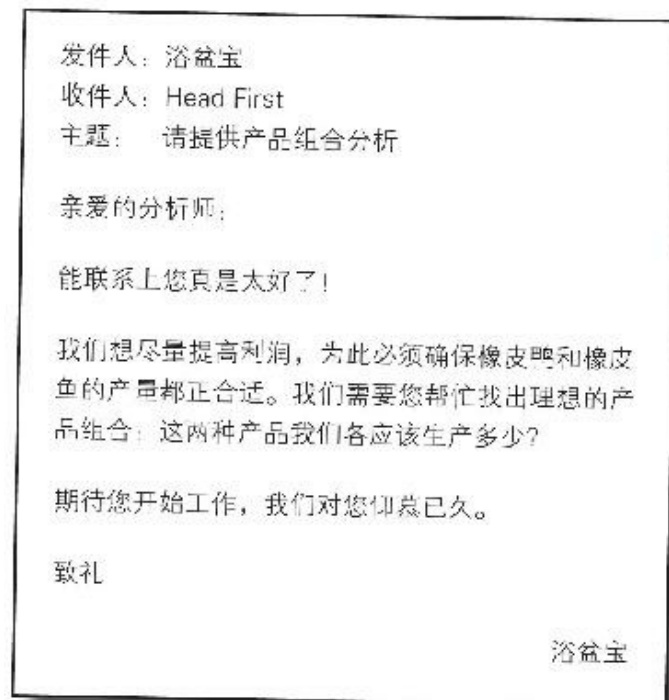 发件人：浴盆宝
收件人：Head First
主题： 请提供产品组合分析
亲爱的分析师：
能联系上您真是太好了！
我们想尽量提高利润，为此必须确保橡皮鸭和橡皮
鱼的产量都正合适。我们需要您帮忙找出理想的产
品组合：这两种产品我们各应该生产多少？
期待您开始工作，我们对您仰慕已久。
致礼
浴盆宝